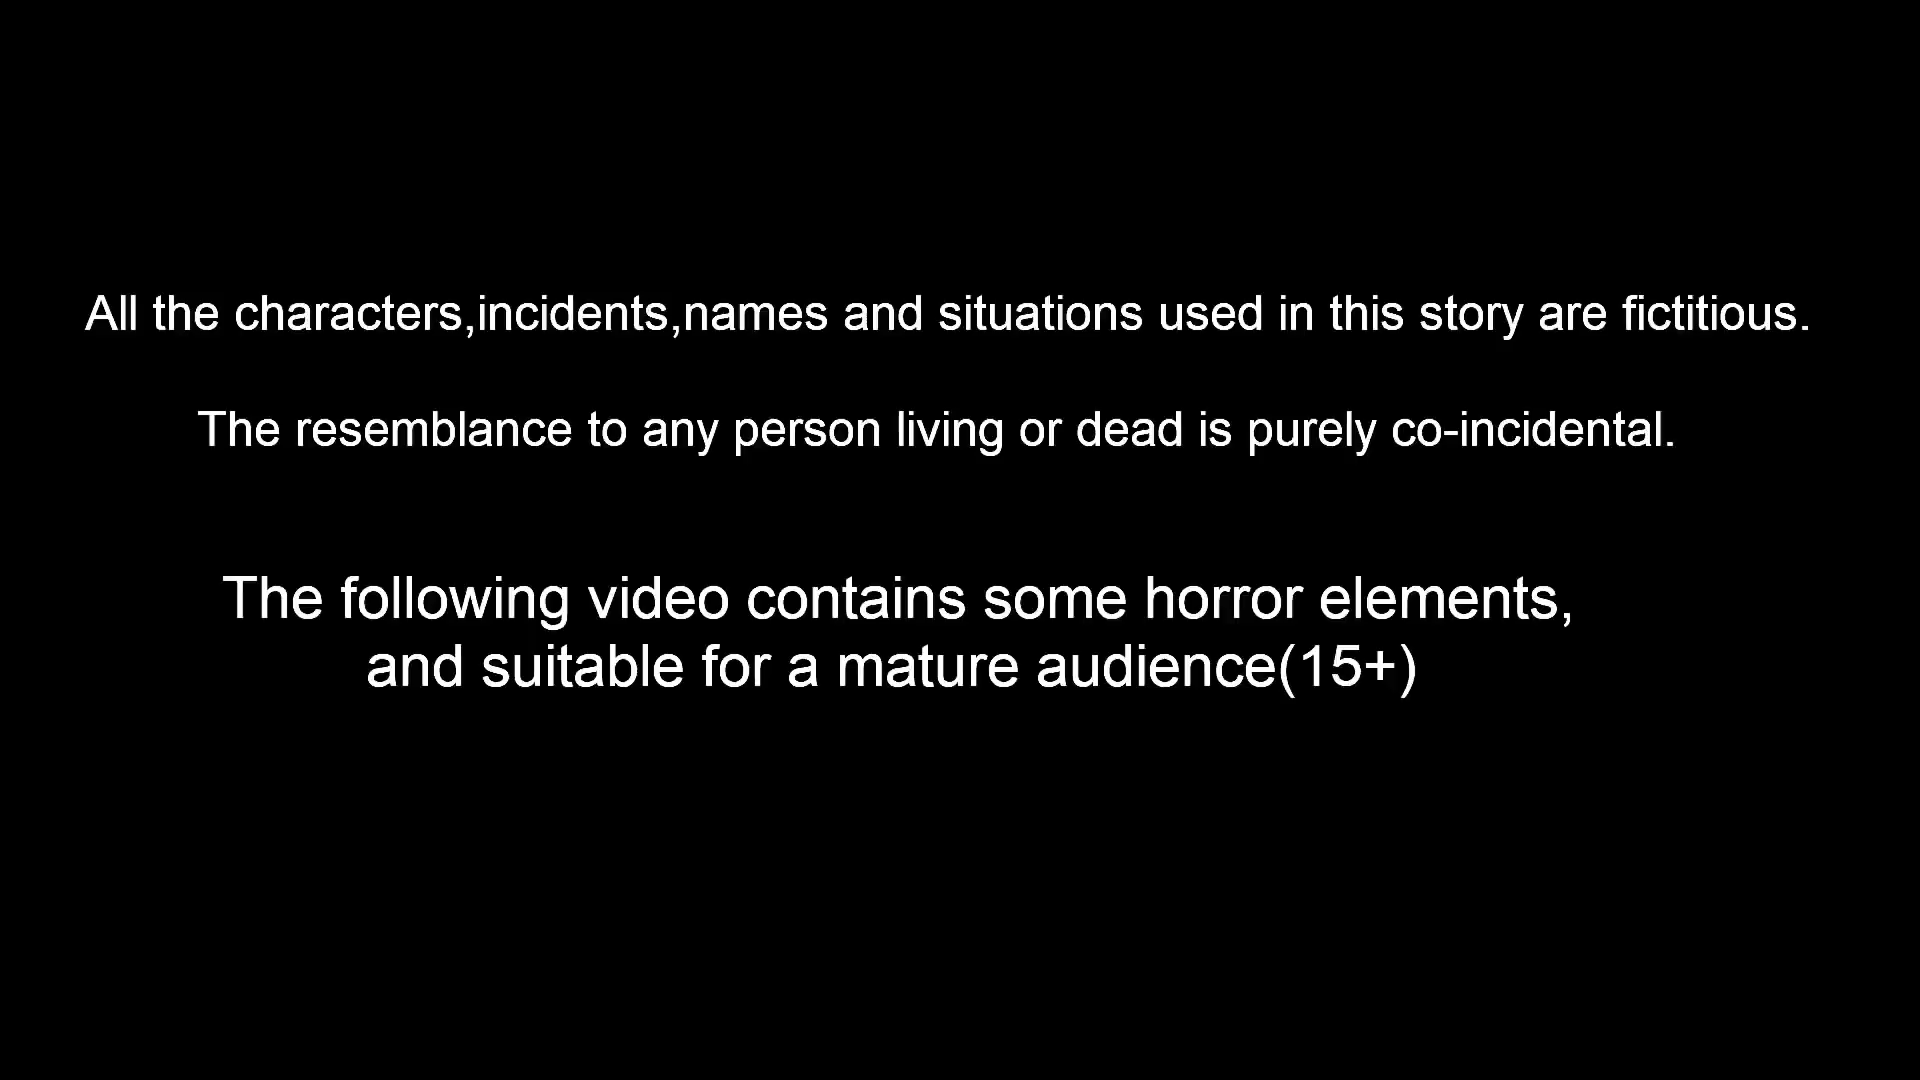 All the characters,incidents,names and situations used in this story are fictitious.
The resemblance to any person living or dead is purely co-incidental.
The following video contains some horror elements,
and suitable for a mature audience(15+)